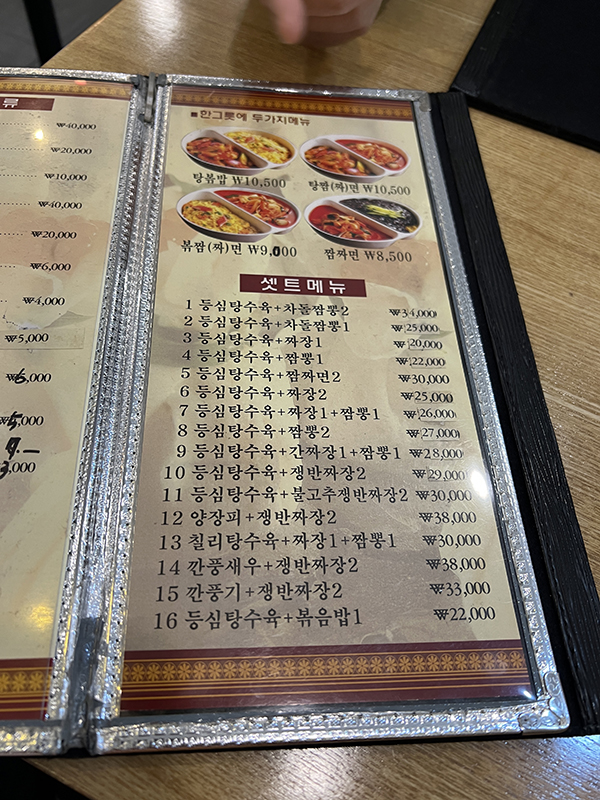 류
₩40,000
₩20,000
₩10,000
₩40,000
₩20,000
₩6,000
₩4,000
₩5,000
₩6,000
₩5,000
9.—
3,000
■한그릇에 두가지메뉴
탕볶밥 ₩10,500 탕짬(짜)면 ₩10,500
볶짬(짜)면 ₩9,000 짬짜면 ₩8,500
셋트메뉴
1 등심탕수육+차돌짬뽕2 ₩34,000
2 등심탕수육+차돌짬뽕1 ₩25,000
3 등심탕수육+짜장1 ₩20,000
4 등심탕수육+짬뽕1 ₩22,000
5 등심탕수육+짬짜면2 ₩30,000
6 등심탕수육+짜장2 ₩25,000
7 등심탕수육+짜장1+짬뽕1 ₩26,000
8 등심탕수육+짬뽕2 ₩27,000
9 등심탕수육+간짜장1+짬뽕1 ₩28,000
10 등심탕수육+쟁반짜장2 ₩29,000
11 등심탕수육+불고추쟁반짜장2 ₩30,000
12 양장피+쟁반짜장2 ₩38,000
13 칠리탕수육+짜장1+짬뽕1 ₩30,000
14 깐풍새우+쟁반짜장2 ₩38,000
15 깐풍기+쟁반짜장2 ₩33,000
16 등심탕수육+볶음밥1 ₩22,000